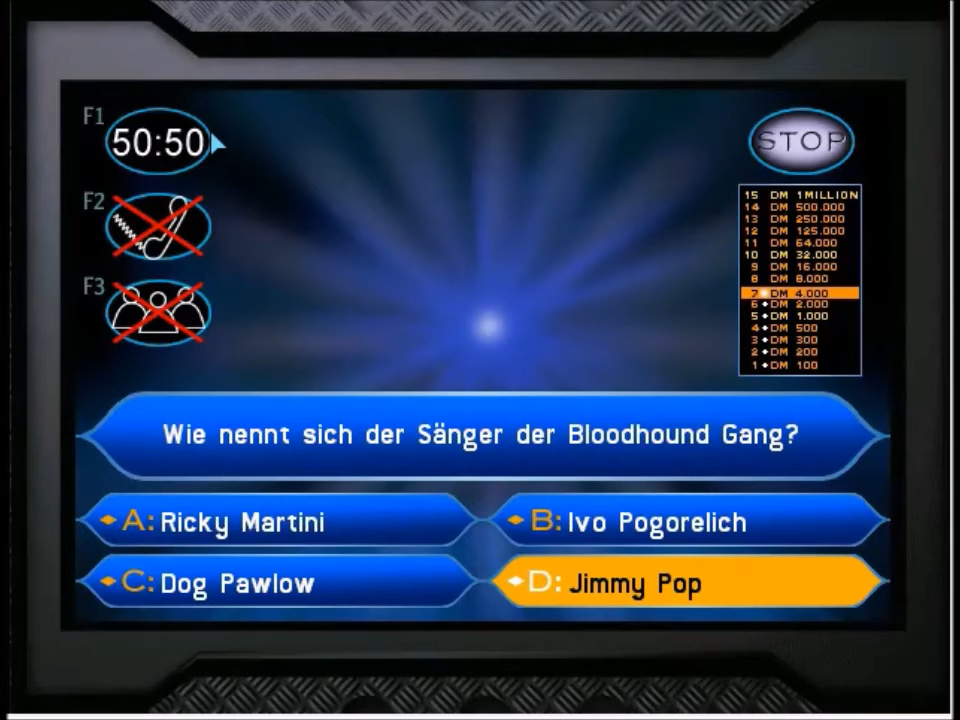 F1
50:50
STOP
F2
F3
15 DM 1MILLION
14 DM 500.000
13 DM 250.000
12 DM 125.000
11 DM 64.000
10 DM 32.000
9 DM 16.000
8 DM 8.000
7 DM 4.000
6 DM 2.000
5 DM 1.000
4 DM 500
3 DM 300
2 DM 200
1 DM 100
Wie nennt sich der Sänger der Bloodhound Gang?
A: Ricky Martini
B: Ivo Pogorelich
C: Dog Pawlow
D: Jimmy Pop